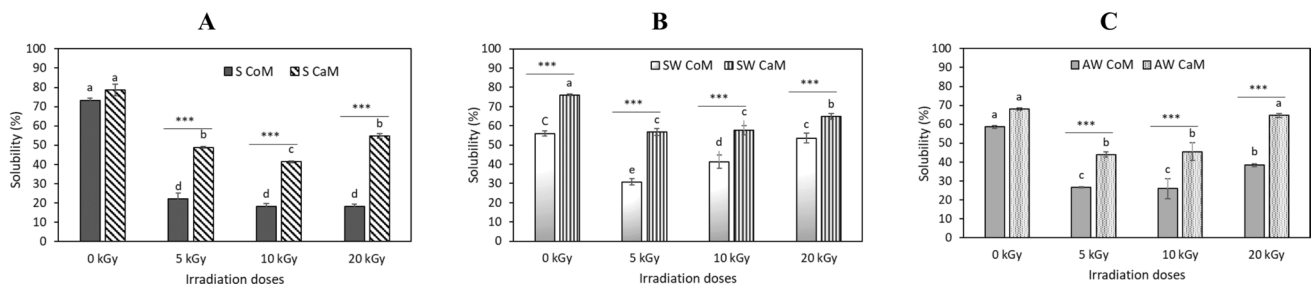 A
Solubility (%)
100
90
80
70
60
50
40
30
20
10
0
S CoM S CaM
a a
*** b
d
*** c
d
*** b
d
0 kGy 5 kGy 10 kGy 20 kGy
Irradiation doses
B
Solubility (%)
100
90
80
70
60
50
40
30
20
10
0
SW CoM SW CaM
*** a
C
*** c
e
*** c
d
*** b
c
0 kGy 5 kGy 10 kGy 20 kGy
Irradiation doses
C
Solubility (%)
100
90
80
70
60
50
40
30
20
10
0
AW CoM AW CaM
a a
*** b
c
*** b
c
*** a
b
0 kGy 5 kGy 10 kGy 20 kGy
Irradiation doses